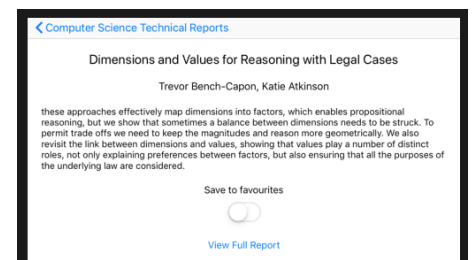 Computer Science Technical Reports
Dimensions and Values for Reasoning with Legal Cases
Trevor Bench-Capon, Katie Atkinson
these approaches effectively map dimensions into factors, which enables propositional
reasoning, but we show that sometimes a balance between dimensions needs to be struck. To
permit trade offs we need to keep the magnitudes and reason more geometrically. We also
revisit the link between dimensions and values, showing that values play a number of distinct
roles, not only explaining preferences between factors, but also ensuring that all the purposes of
the underlying law are considered.
Save to favourites
View Full Report